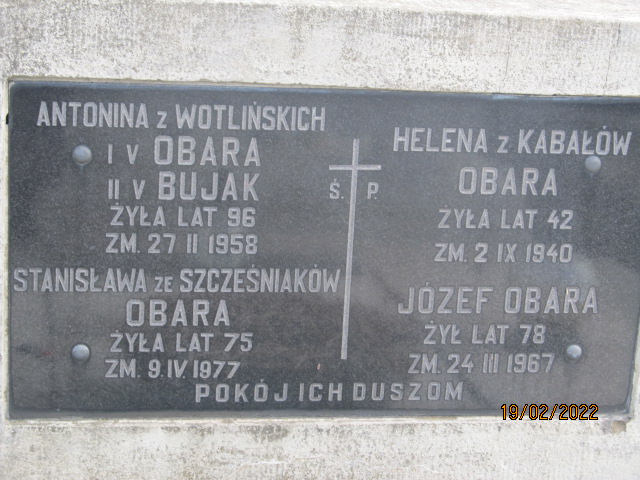 ANTONINA z WOTLIŃSKICH
I V OBARA
II V BUJAK
ŻYŁA LAT 96
ZM. 27 II 1958
STANISŁAWA ZE SZCZEŚNIAKÓW
OBARA
ŻYŁA LAT 75
ZM. 9.IV.1977
Ś. P.
HELENA z KABAŁÓW
OBARA
ŻYŁA LAT 42
ZM. 2 IX 1940
JÓZEF OBARA
ŻYŁ LAT 78
ZM. 24 III 1967
POKÓJ ICH DUSZOM
19/02/2022